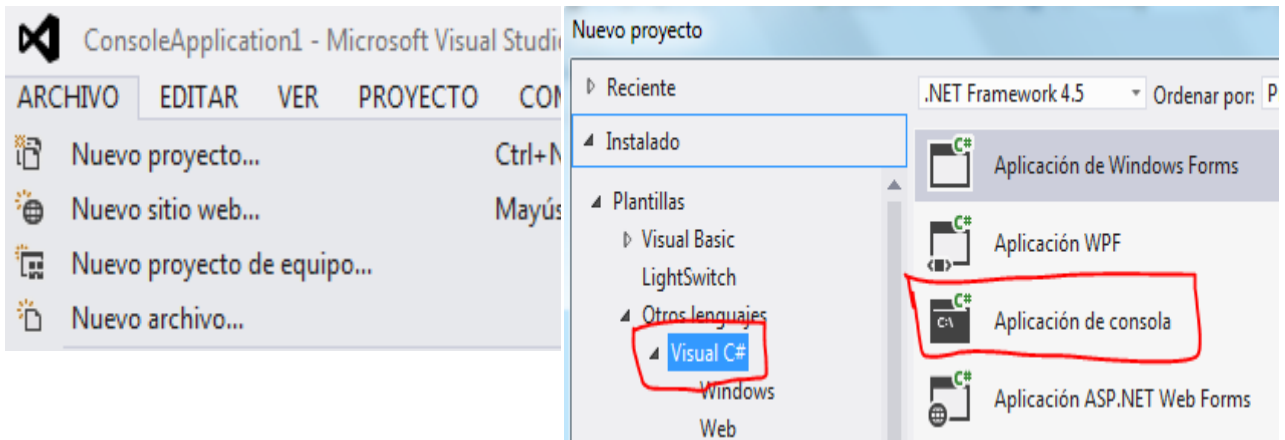 ConsoleApplication1 - Microsoft Visual Studi
ARCHIVO EDITAR VER PROYECTO COM
Nuevo proyecto... Ctrl+N
Nuevo sitio web... Mayús
Nuevo proyecto de equipo...
Nuevo archivo...
Nuevo proyecto
Reciente
Instalado
Plantillas
Visual Basic
LightSwitch
Otros lenguajes
Visual C#
Windows
Web
.NET Framework 4.5 Ordenar por: P
C# Aplicación de Windows Forms
C# Aplicación WPF
C# C:\ Aplicación de consola
C# Aplicación ASP.NET Web Forms